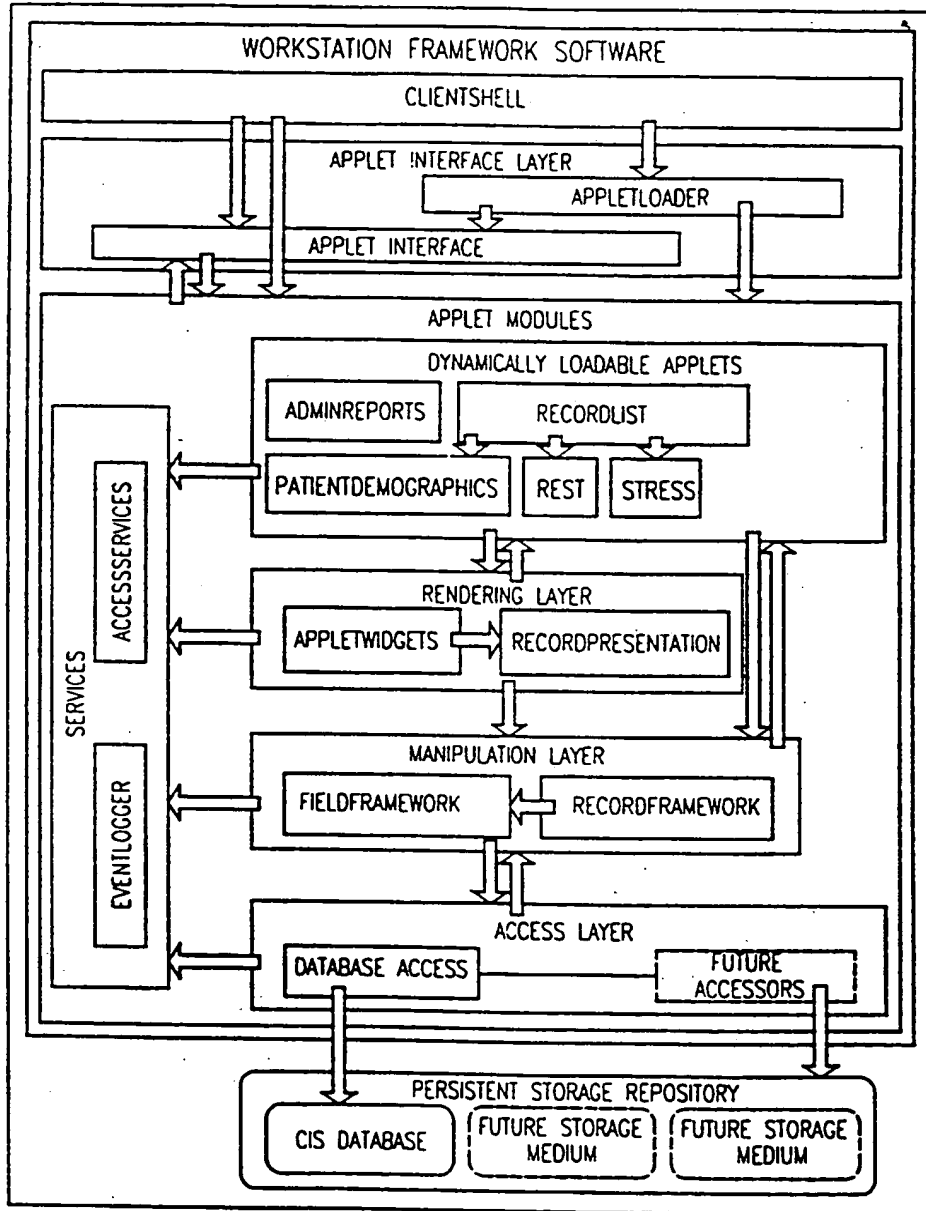 WORKSTATION FRAMEWORK SOFTWARE
CLIENTSHELL
APPLET INTERFACE LAYER
APPLETLOADER
APPLET INTERFACE
APPLET MODULES
DYNAMICALLY LOADABLE APPLETS
ADMINREPORTS
RECORDLIST
PATIENTDEMOGRAPHICS
REST
STRESS
SERVICES
ACCESSSERVICES
EVENTLOGGER
RENDERING LAYER
APPLETWIDGETS
RECORDPRESENTATION
MANIPULATION LAYER
FIELDFRAMEWORK
RECORDFRAMEWORK
ACCESS LAYER
DATABASE ACCESS
FUTURE
ACCESSORS
PERSISTENT STORAGE REPOSITORY
CIS DATABASE
FUTURE STORAGE
MEDIUM
FUTURE STORAGE
MEDIUM